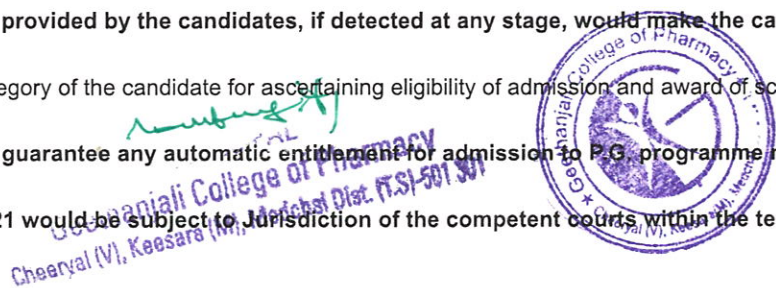 provided by the candidates, if detected at any stage, would make the ca
egory of the candidate for ascertaining eligibility of admission and award of sc
guarantee any automatic entitlement for admission to P.G. programme
21 would be subject to Jurisdiction of the competent courts within the te
Geethanjali College of Pharmacy
Cheeryal (V), Keesara (M), Medchal Dist. (T.S)-501 301
Geethanjali College of Pharmacy
Cheeryal (V), Keesara (M), Medchal